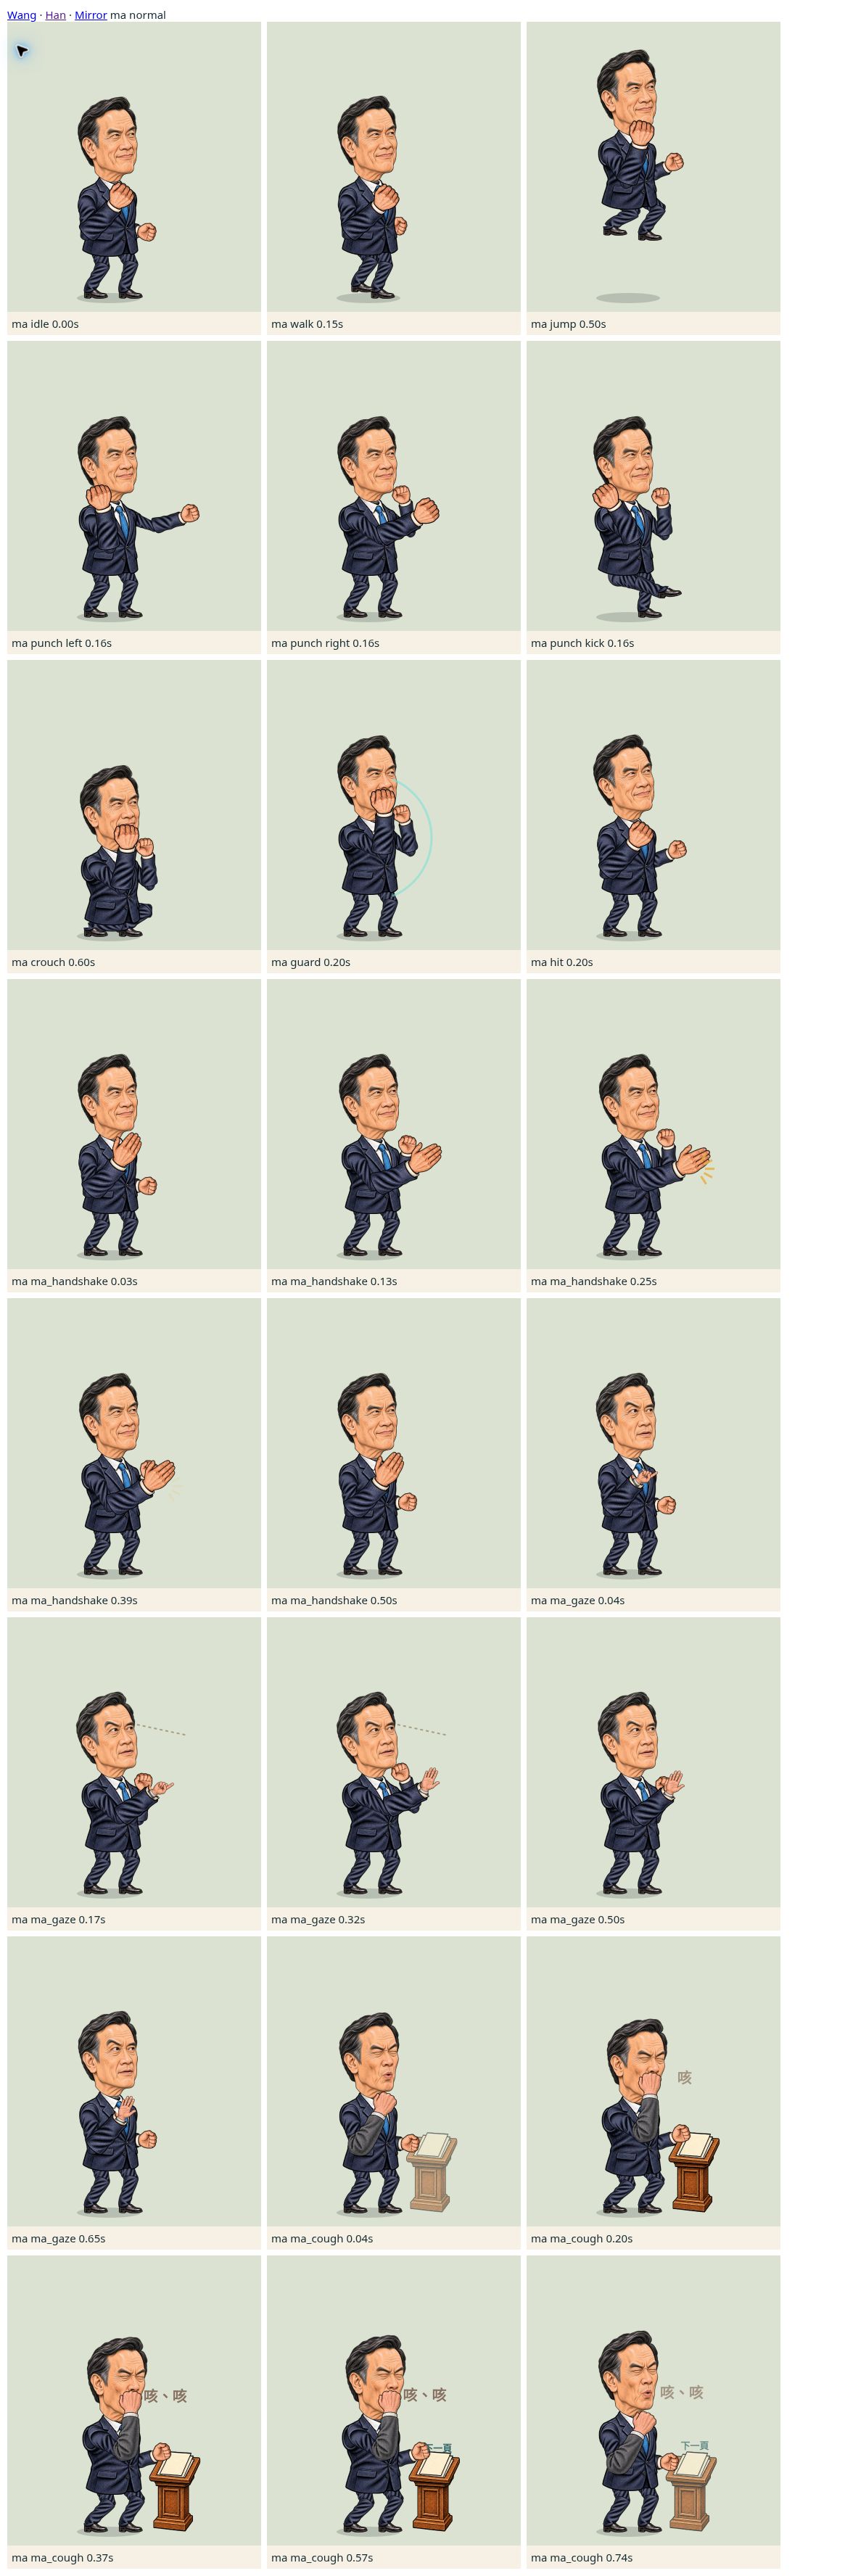 Wang · Han · Mirror ma normal
ma idle 0.00s
ma walk 0.15s
ma jump 0.50s
ma punch left 0.16s
ma punch right 0.16s
ma punch kick 0.16s
ma crouch 0.60s
ma guard 0.20s
ma hit 0.20s
ma ma_handshake 0.03s
ma ma_handshake 0.13s
ma ma_handshake 0.25s
ma ma_handshake 0.39s
ma ma_handshake 0.50s
ma ma_gaze 0.04s
ma ma_gaze 0.17s
ma ma_gaze 0.32s
ma ma_gaze 0.50s
咳
ma ma_gaze 0.65s
ma ma_cough 0.04s
ma ma_cough 0.20s
咳、咳
咳、咳
下一頁
咳、咳
下一頁
ma ma_cough 0.37s
ma ma_cough 0.57s
ma ma_cough 0.74s